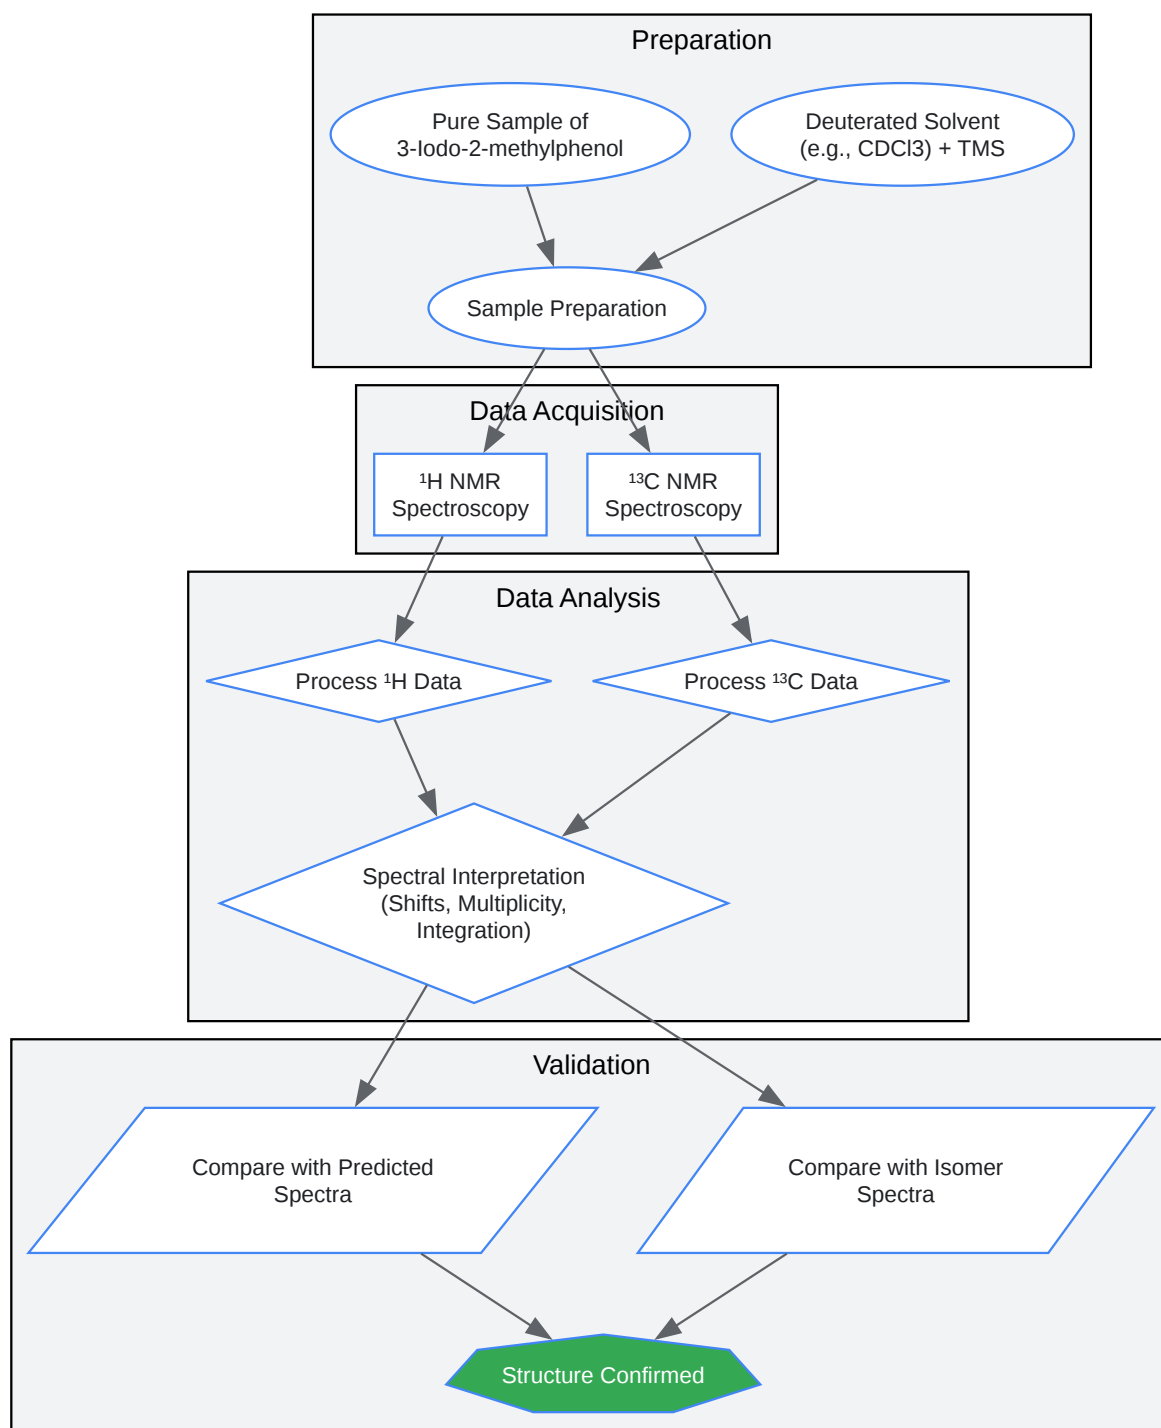 Preparation
Pure Sample of
3-Iodo-2-methylphenol
Deuterated Solvent
(e.g., CDCl3) + TMS
Sample Preparation
Data Acquisition
¹H NMR
Spectroscopy
¹³C NMR
Spectroscopy
Data Analysis
Process ¹H Data
Process ¹³C Data
Spectral Interpretation
(Shifts, Multiplicity,
Integration)
Validation
Compare with Predicted
Spectra
Compare with Isomer
Spectra
Structure Confirmed